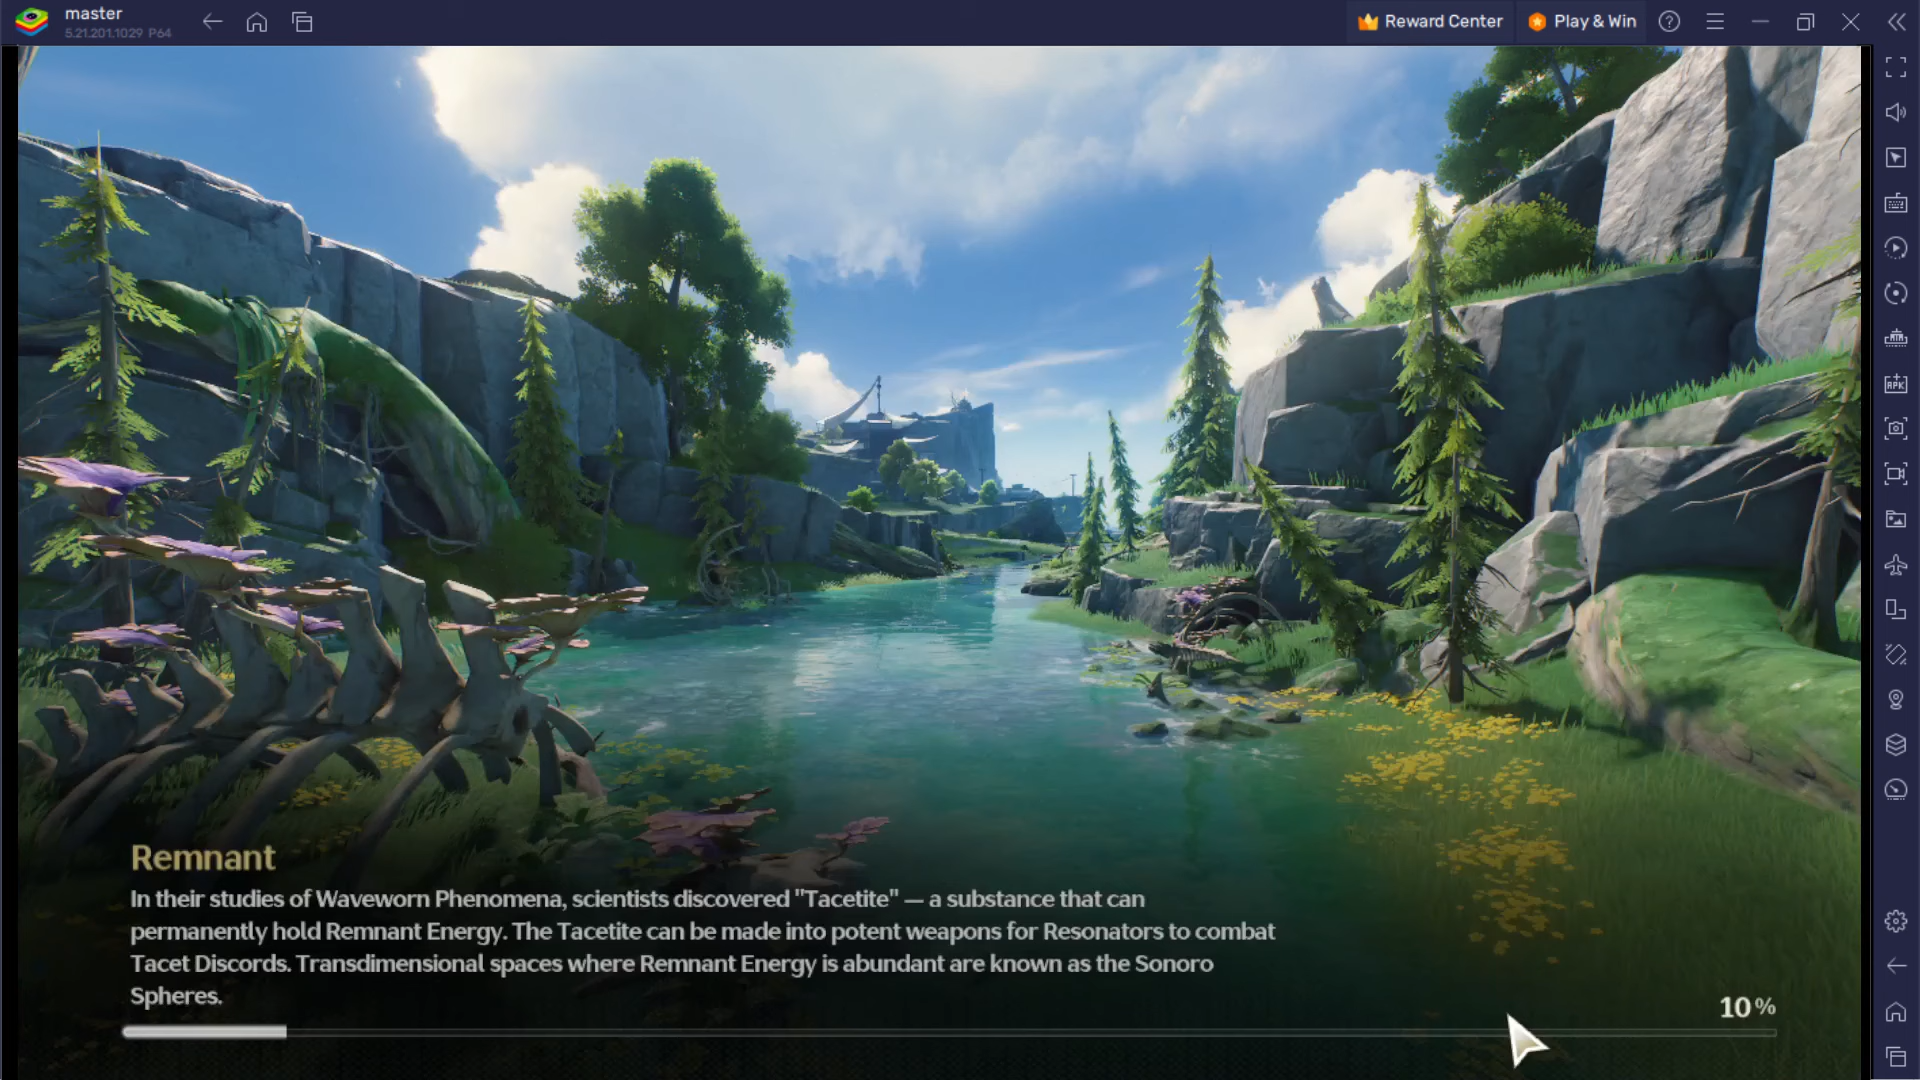 master
5.21.201.1029 P64
Reward Center
Play & Win
Remnant
In their studies of Waveworn Phenomena, scientists discovered "Tacetite" — a substance that can
permanently hold Remnant Energy. The Tacetite can be made into potent weapons for Resonators to combat
Tacet Discords. Transdimensional spaces where Remnant Energy is abundant are known as the Sonoro
Spheres.
10%